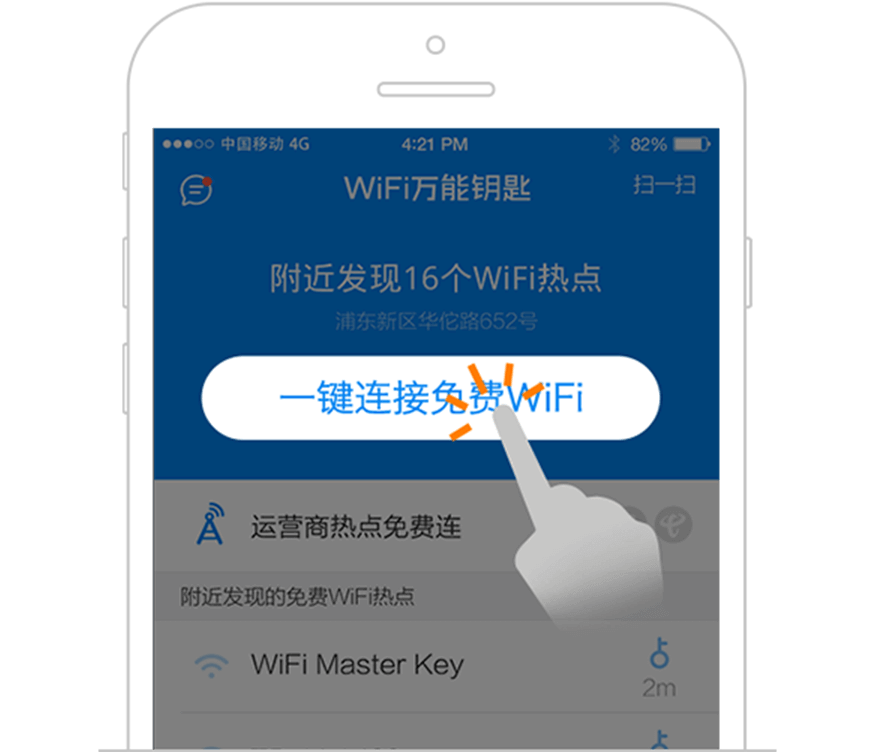 中国移动 4G 4:21 PM 82%
WiFi万能钥匙 扫一扫
附近发现16个WiFi热点
浦东新区华佗路652号
一键连接免费WiFi
运营商热点免费连
附近发现的免费WiFi热点
WiFi Master Key
2m